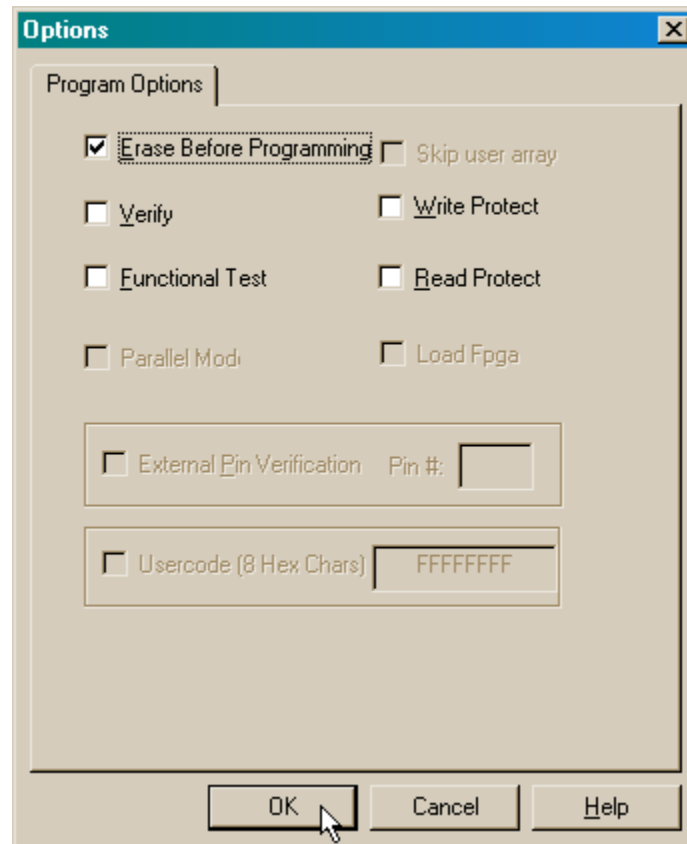 Options
Program Options
Erase Before Programming Skip user array
Verify Write Protect
Functional Test Read Protect
Parallel Mod Load Fpga
External Pin Verification Pin #:
Usercode (8 Hex Chars) FFFFFFFF
OK Cancel Help